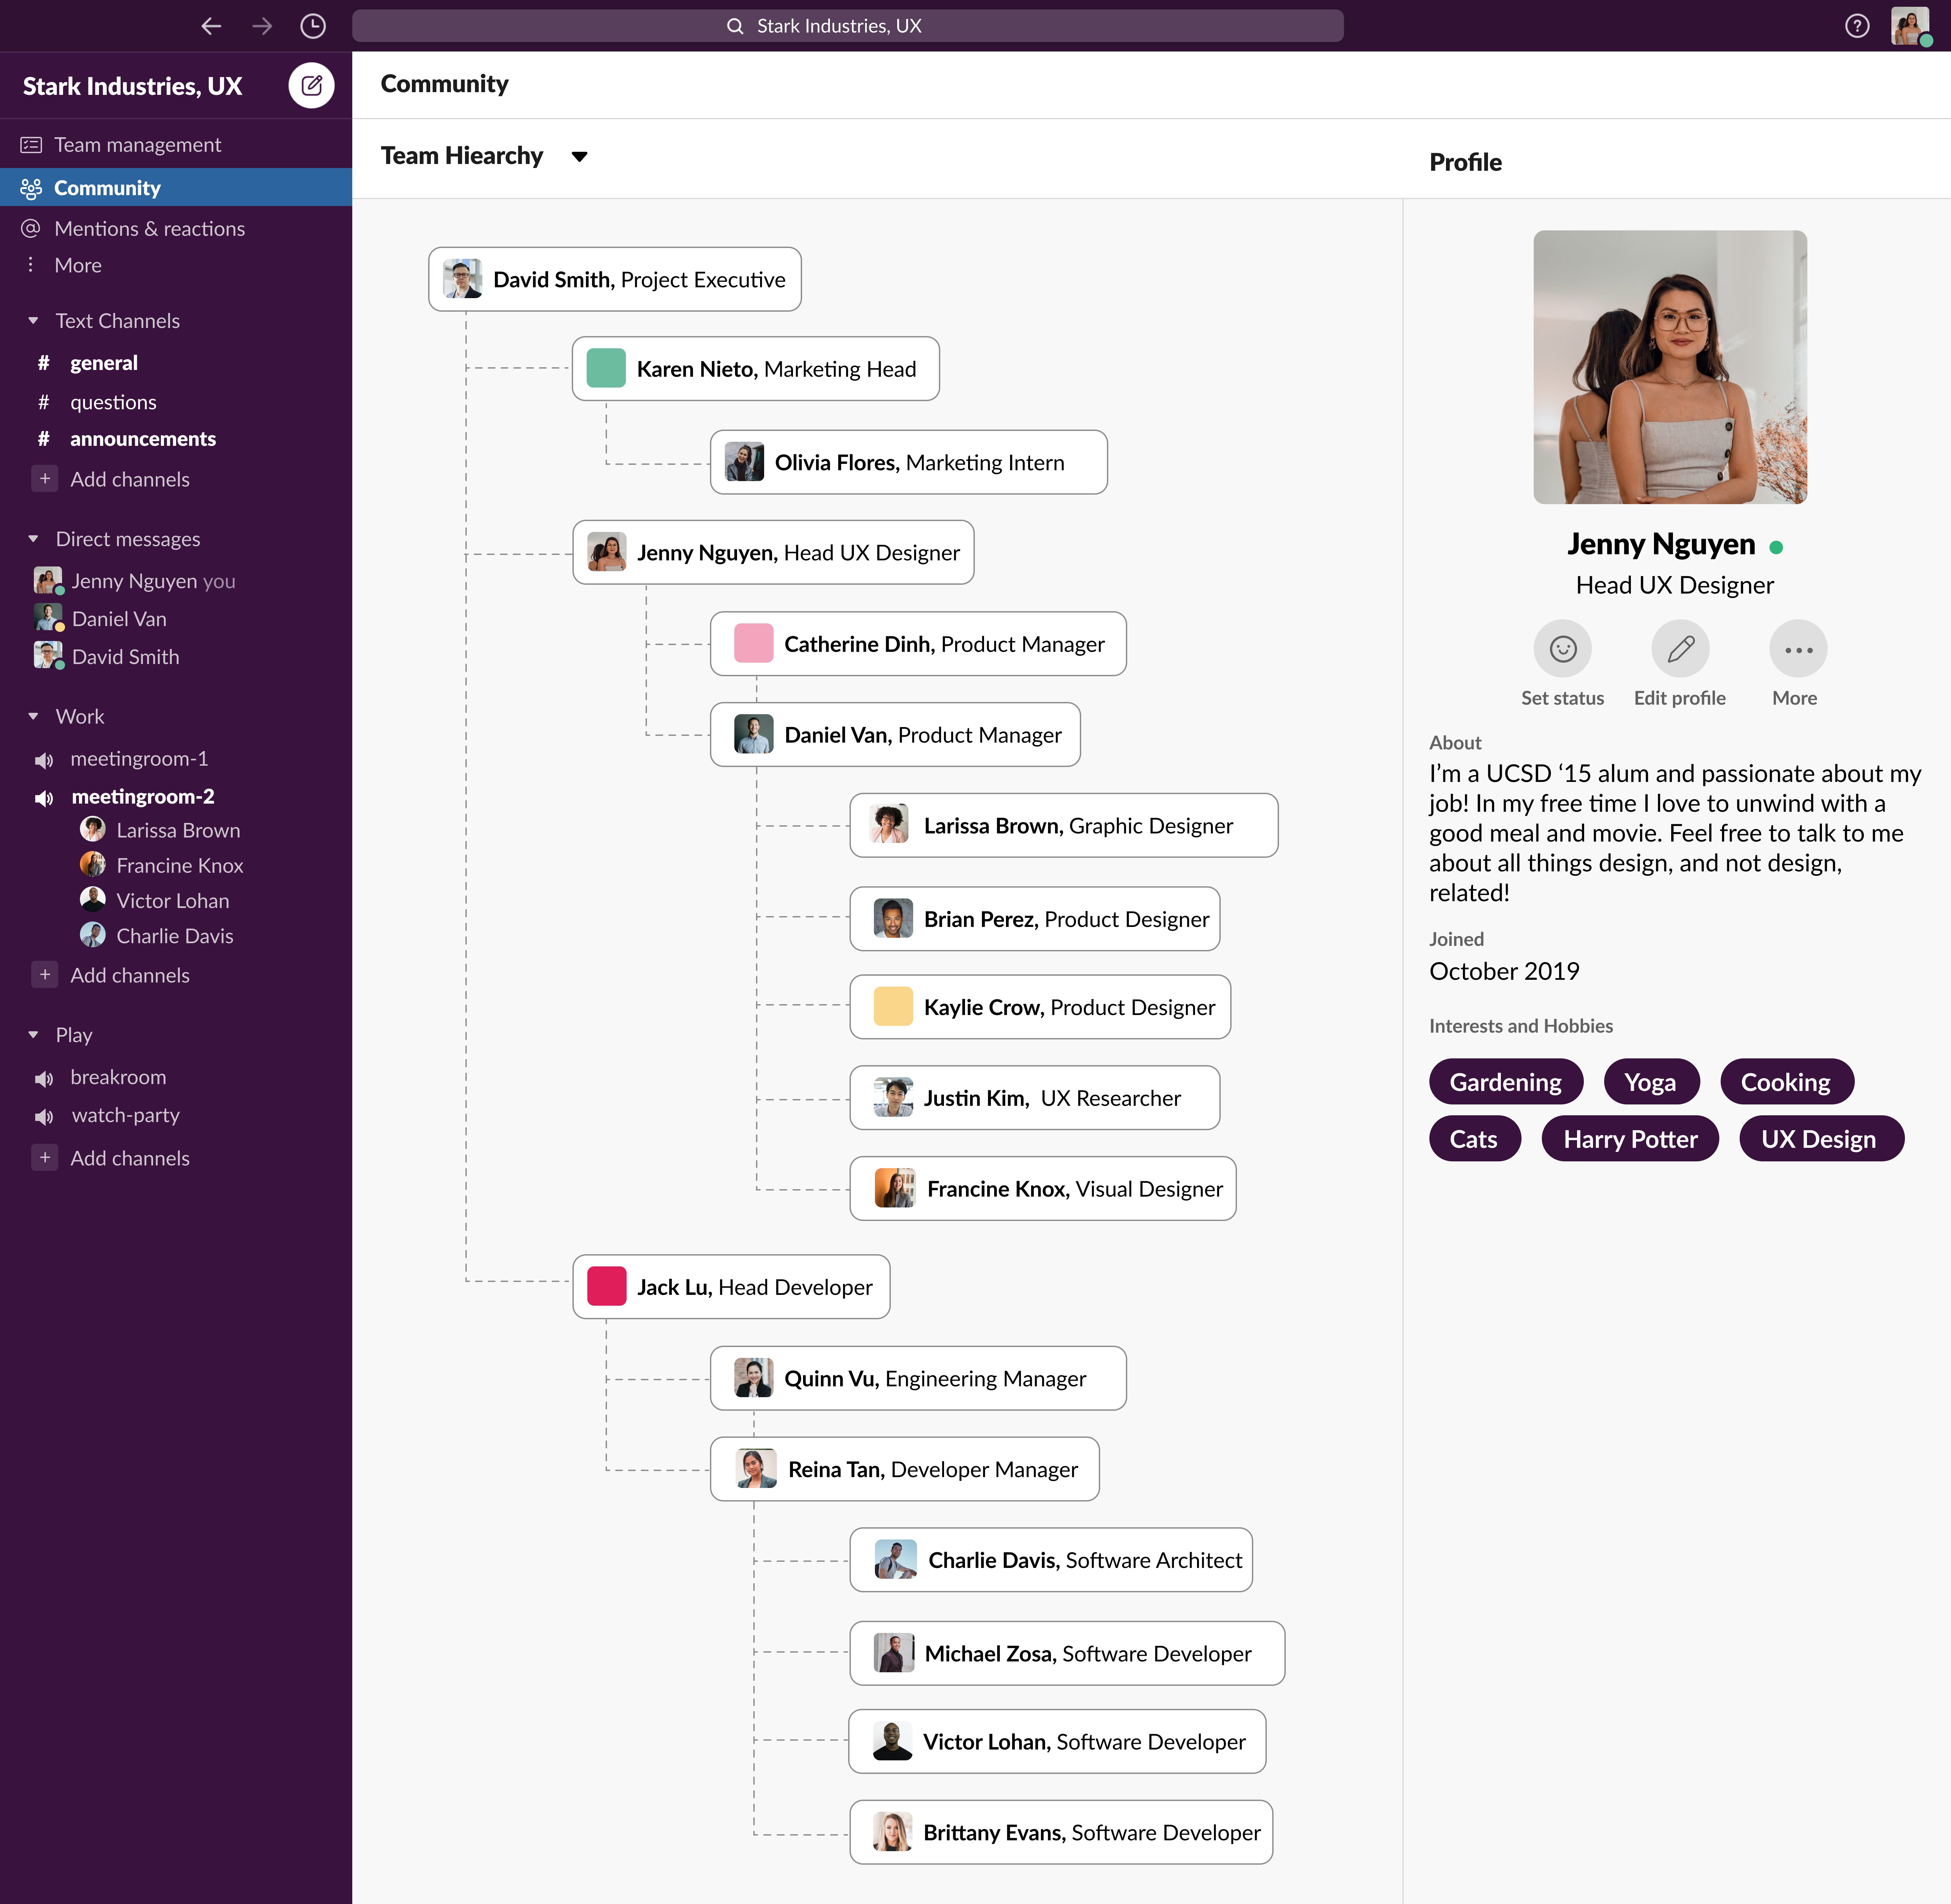 Stark Industries, UX
Stark Industries, UX
Team management
Community
Mentions & reactions
More
Text Channels
# general
# questions
# announcements
+ Add channels
Direct messages
Jenny Nguyen you
Daniel Van
David Smith
Work
meetingroom-1
meetingroom-2
Larissa Brown
Francine Knox
Victor Lohan
Charlie Davis
+ Add channels
Play
breakroom
watch-party
+ Add channels
Community
Team Hiearchy
David Smith, Project Executive
Karen Nieto, Marketing Head
Olivia Flores, Marketing Intern
Jenny Nguyen, Head UX Designer
Catherine Dinh, Product Manager
Daniel Van, Product Manager
Larissa Brown, Graphic Designer
Brian Perez, Product Designer
Kaylie Crow, Product Designer
Justin Kim, UX Researcher
Francine Knox, Visual Designer
Jack Lu, Head Developer
Quinn Vu, Engineering Manager
Reina Tan, Developer Manager
Charlie Davis, Software Architect
Michael Zosa, Software Developer
Victor Lohan, Software Developer
Brittany Evans, Software Developer
Profile
Jenny Nguyen
Head UX Designer
Set status
Edit profile
More
About
I'm a UCSD ‘15 alum and passionate about my
job! In my free time I love to unwind with a
good meal and movie. Feel free to talk to me
about all things design, and not design,
related!
Joined
October 2019
Interests and Hobbies
Gardening Yoga Cooking
Cats Harry Potter UX Design